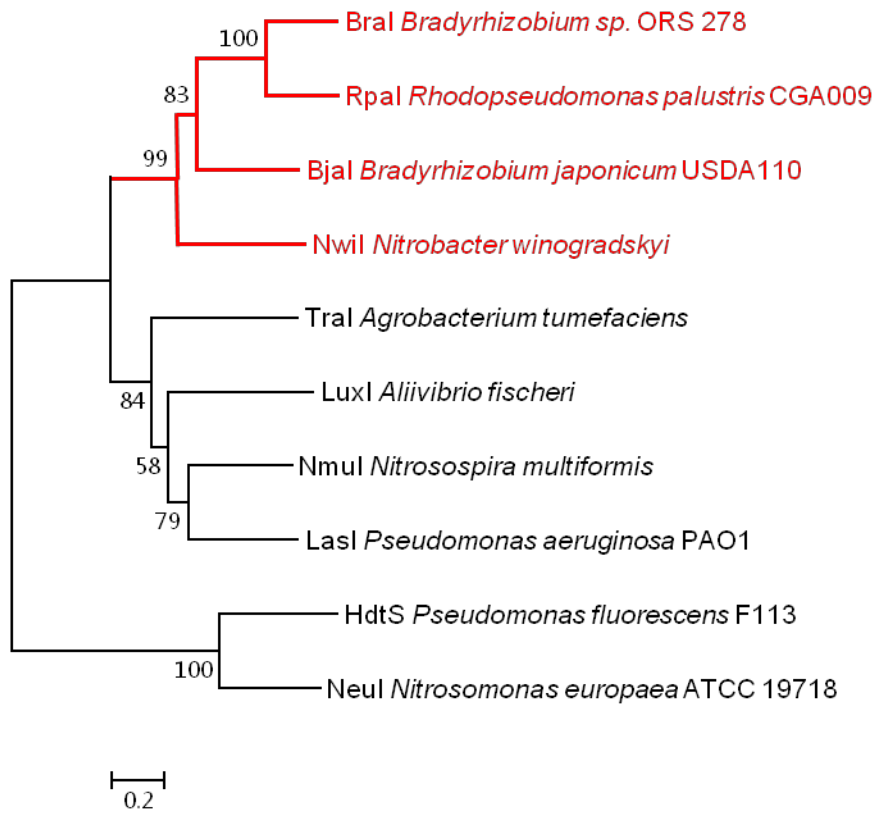 100
BraI Bradyrhizobium sp. ORS 278
83
RpaI Rhodopseudomonas palustris CGA009
99
BjaI Bradyrhizobium japonicum USDA110
NwiI Nitrobacter winogradskyi
TraI Agrobacterium tumefaciens
84
LuxI Aliivibrio fischeri
58
NmuI Nitrosospira multiformis
79
LasI Pseudomonas aeruginosa PAO1
HdtS Pseudomonas fluorescens F113
100
NeuI Nitrosomonas europaea ATCC 19718
0.2